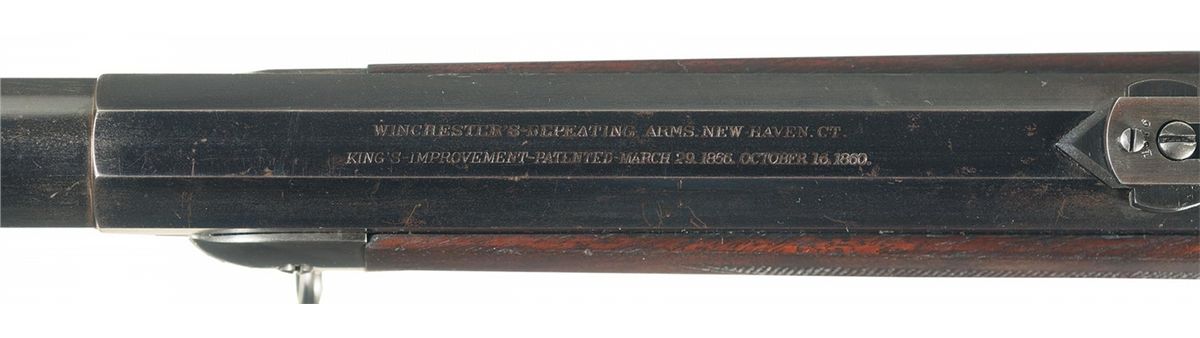 WINCHESTER'S-REPEATING. ARMS. NEW-HAVEN. CT.
KING'S-IMPROVEMENT-PATENTED-MARCH 29. 1866. OCTOBER 16. 1860.